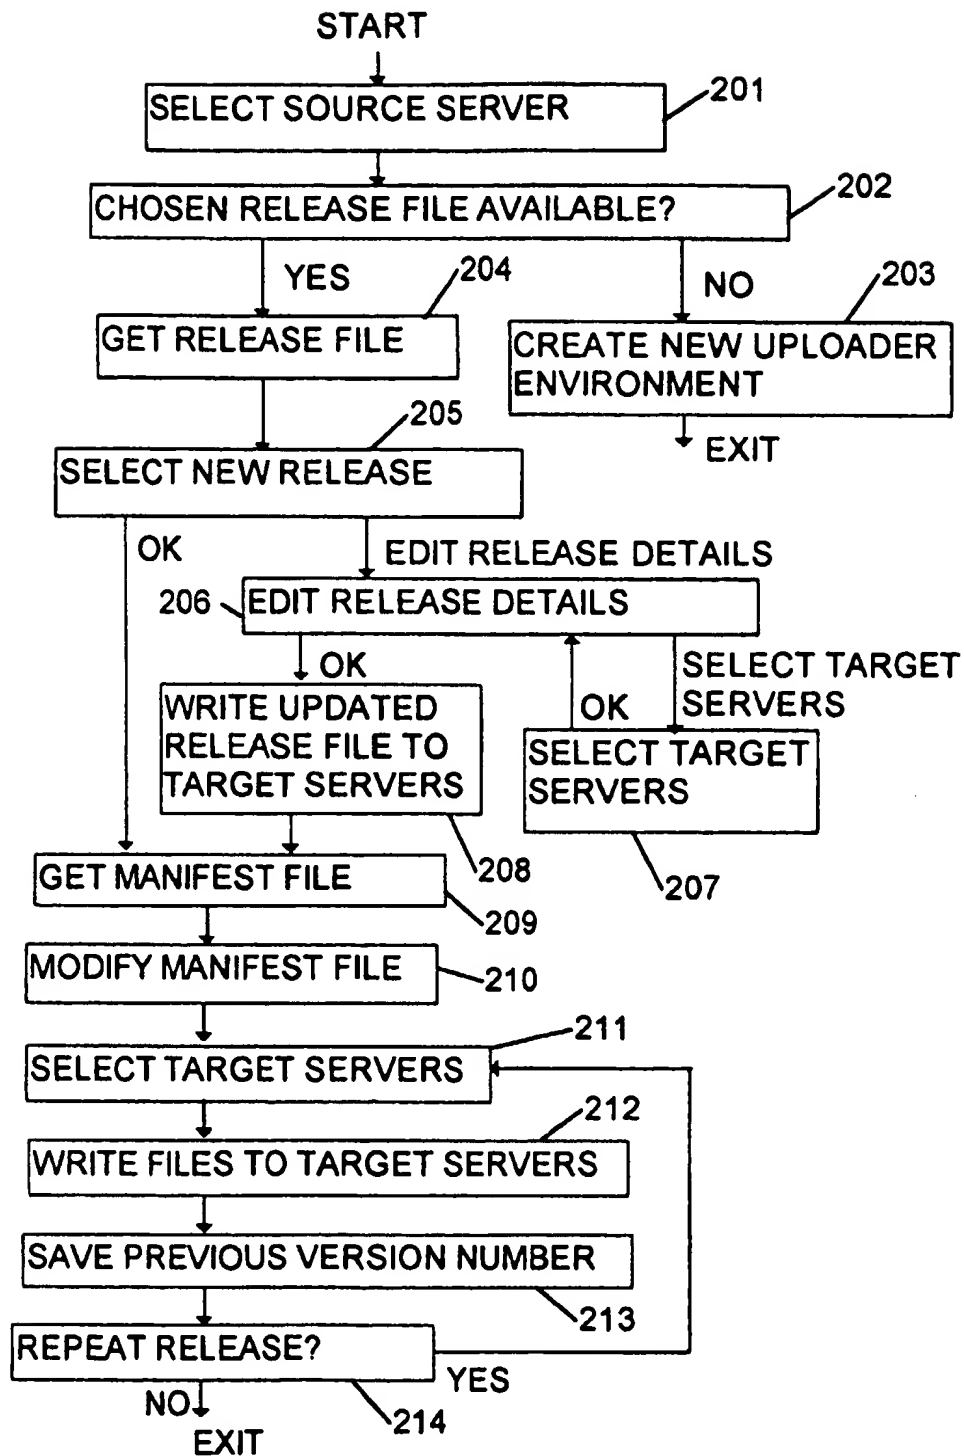 START
SELECT SOURCE SERVER
201
CHOSEN RELEASE FILE AVAILABLE?
202
YES
204
NO
203
GET RELEASE FILE
CREATE NEW UPLOADER
ENVIRONMENT
205
EXIT
SELECT NEW RELEASE
OK
EDIT RELEASE DETAILS
206
EDIT RELEASE DETAILS
OK
OK
SELECT TARGET
SERVERS
WRITE UPDATED
RELEASE FILE TO
TARGET SERVERS
SELECT TARGET
SERVERS
208
207
GET MANIFEST FILE
209
MODIFY MANIFEST FILE
210
211
SELECT TARGET SERVERS
212
WRITE FILES TO TARGET SERVERS
SAVE PREVIOUS VERSION NUMBER
213
REPEAT RELEASE?
YES
NO
214
EXIT